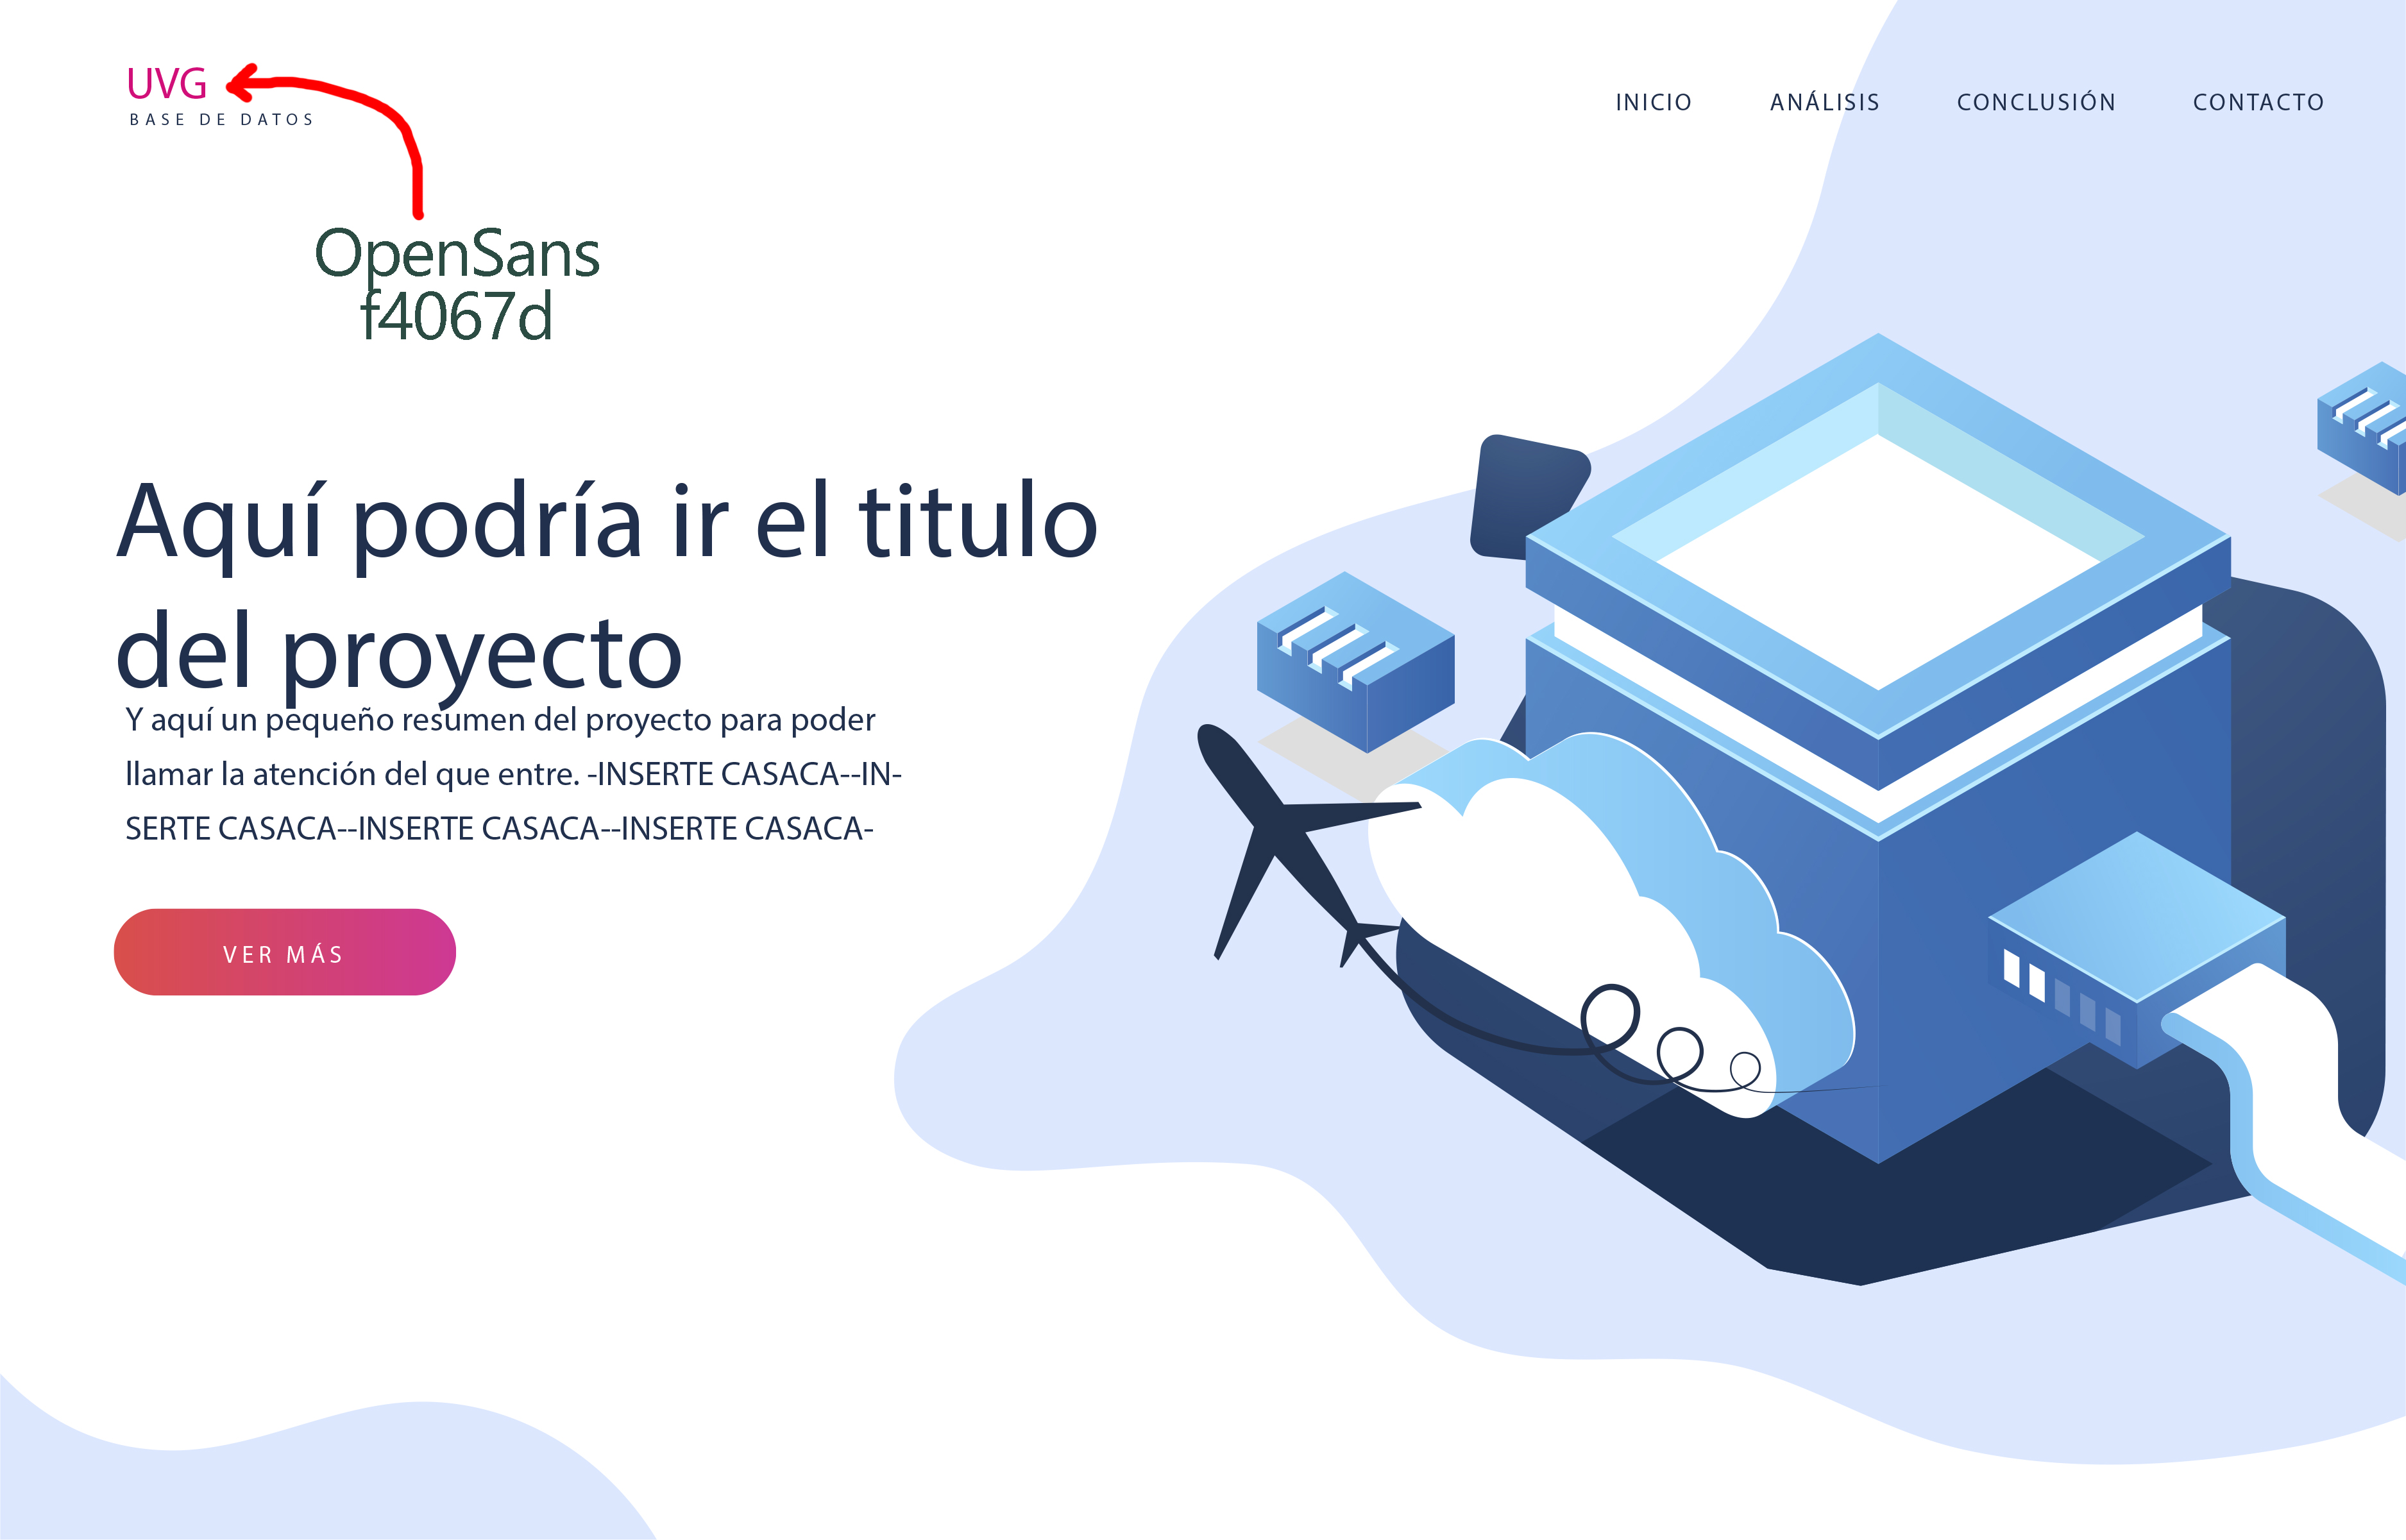 UVG
BASE DE DATOS
INICIO
ANÁLISIS
CONCLUSIÓN
CONTACTO
OpenSans
f4067d
Aquí podría ir el titulo
del proyecto
Y aquí un pequeño resumen del proyecto para poder
llamar la atención del que entre. -INSERTE CASACA--IN-
SERTE CASACA--INSERTE CASACA--INSERTE CASACA-
VER MÁS